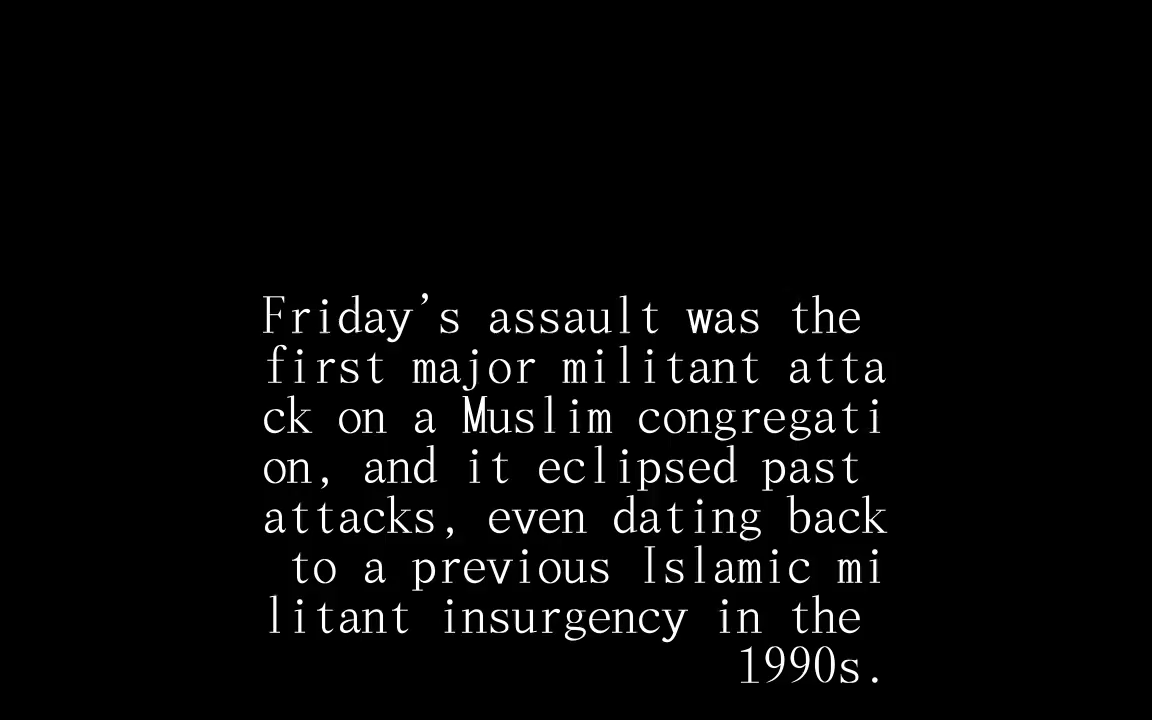 Friday’s assault was the
first major militant atta
ck on a Muslim congregati
on, and it eclipsed past
attacks, even dating back
to a previous Islamic mi
litant insurgency in the
1990s.